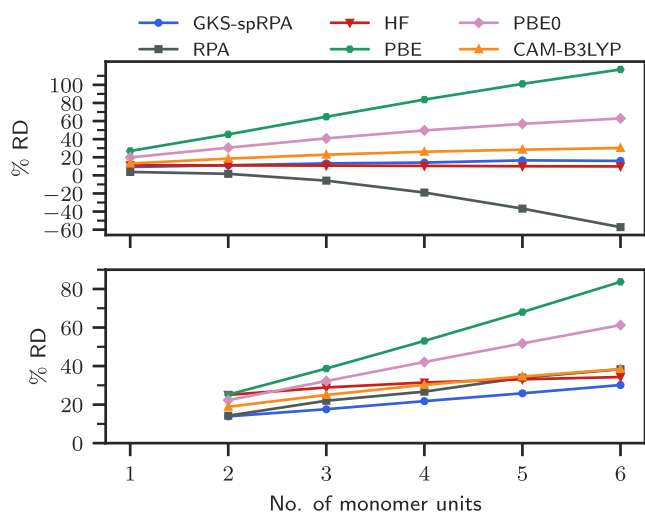 GKS-spRPA HF PBE0
RPA PBE CAM-B3LYP
% RD
100
80
60
40
20
0
−20
−40
−60
% RD
80
60
40
20
0
1 2 3 4 5 6
No. of monomer units